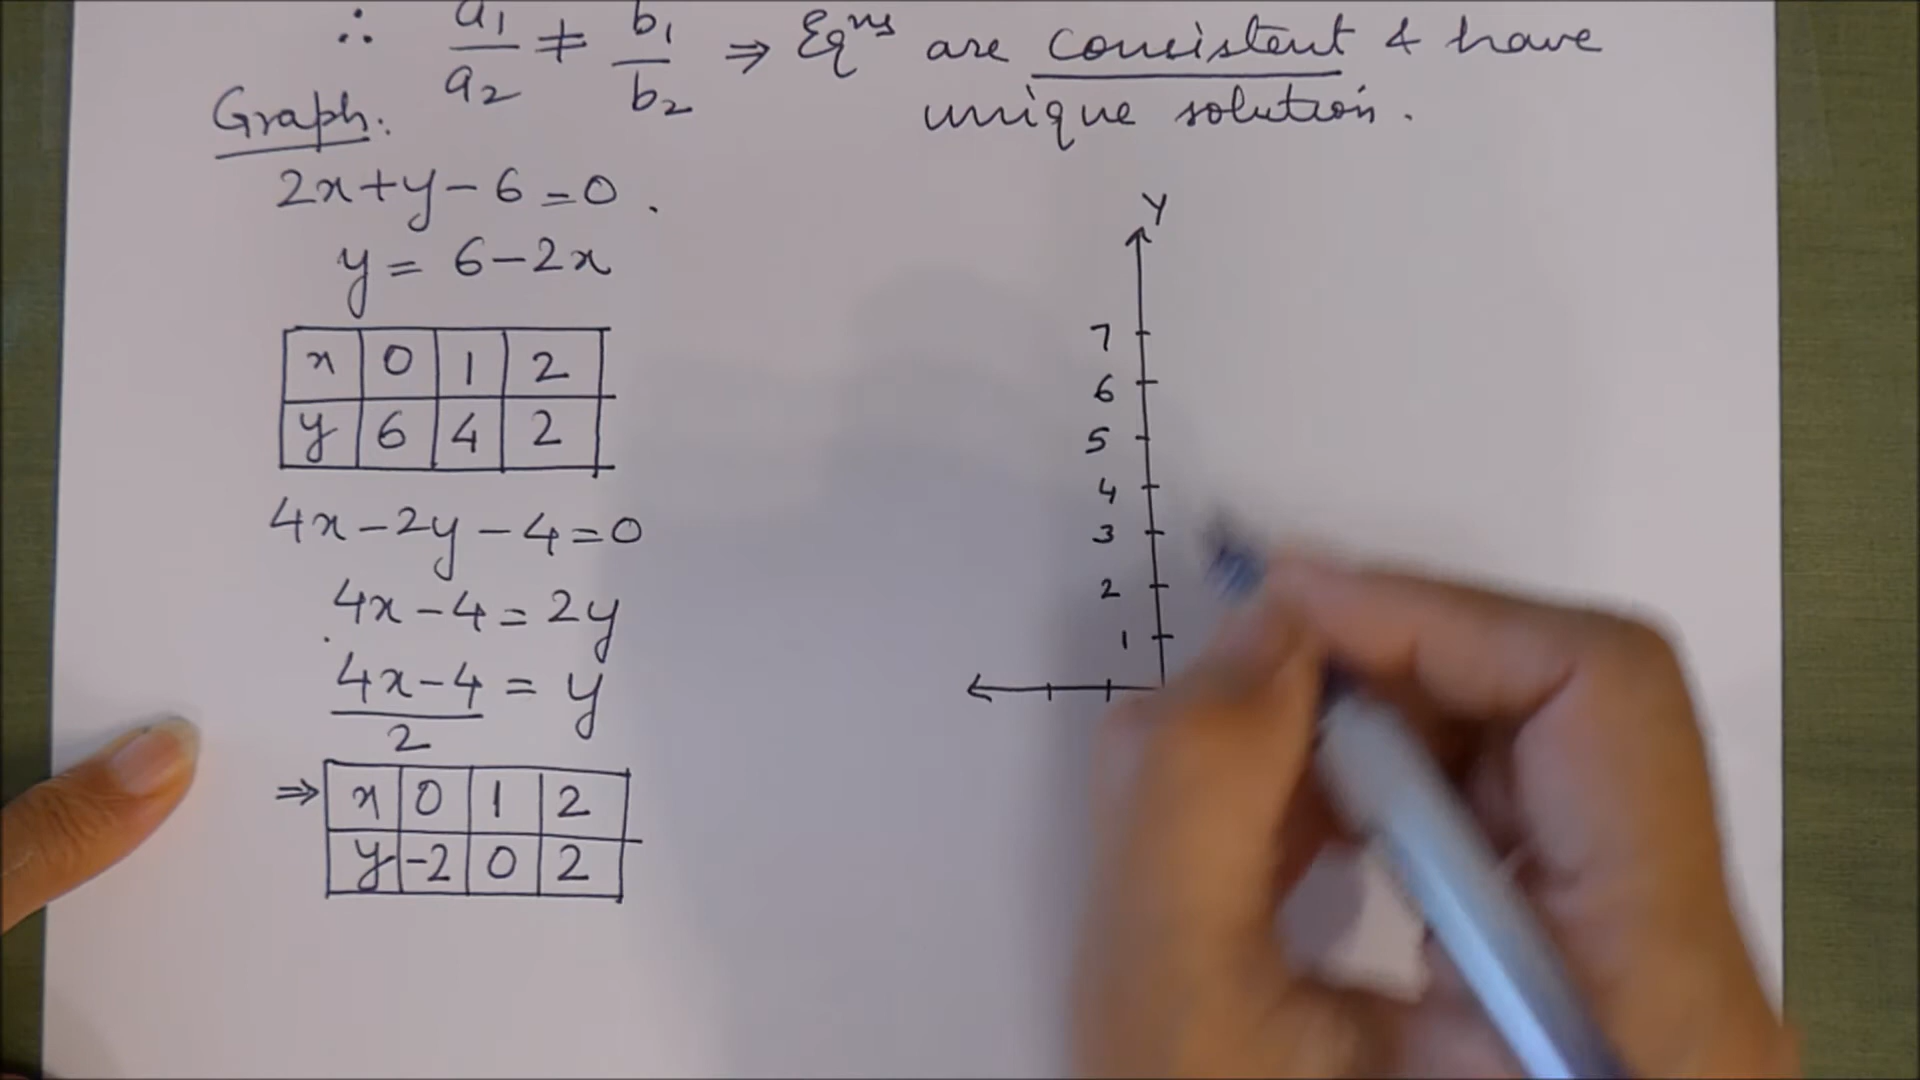 ∴ a1/a2 ≠ b1/b2 ⇒ Eqns are consistent & have
unique solution.
Graph:
2x+y-6=0.
y = 6-2x
x 0 1 2
y 6 4 2
4x-2y-4=0
4x-4=2y
4x-4/2 = y
⇒ x 0 1 2
y -2 0 2
Y
7
6
5
4
3
2
1